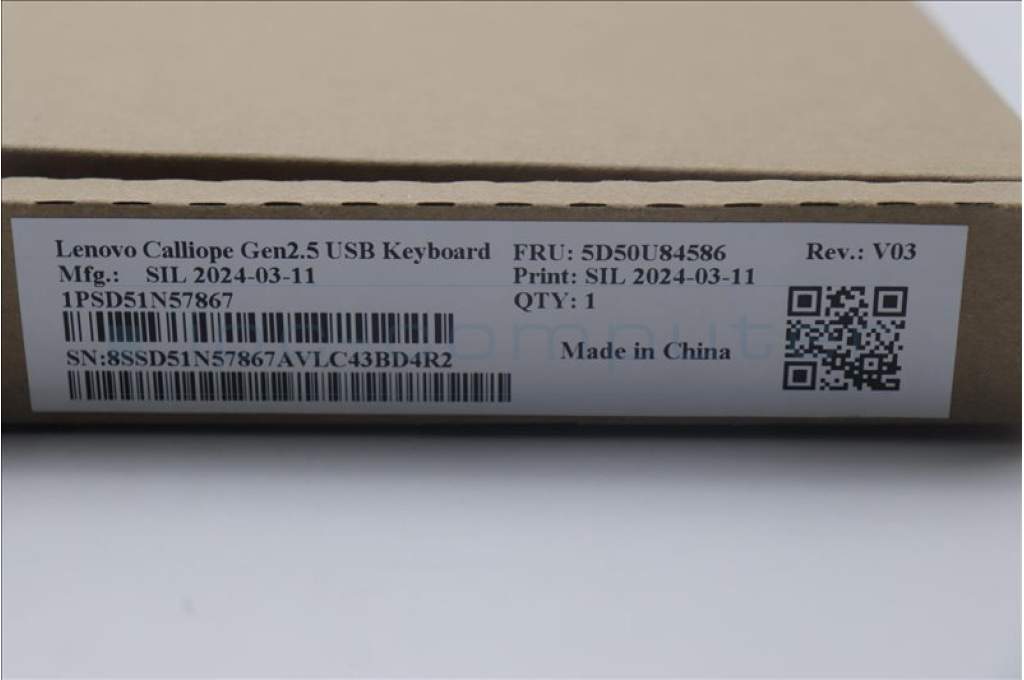 Lenovo Calliope Gen2.5 USB Keyboard
FRU: 5D50U84586
Rev.: V03
Mfg.: SIL 2024-03-11
Print: SIL 2024-03-11
1PSD51N57867
QTY: 1
SN:8SSD51N57867AVLC43BD4R2
Made in China